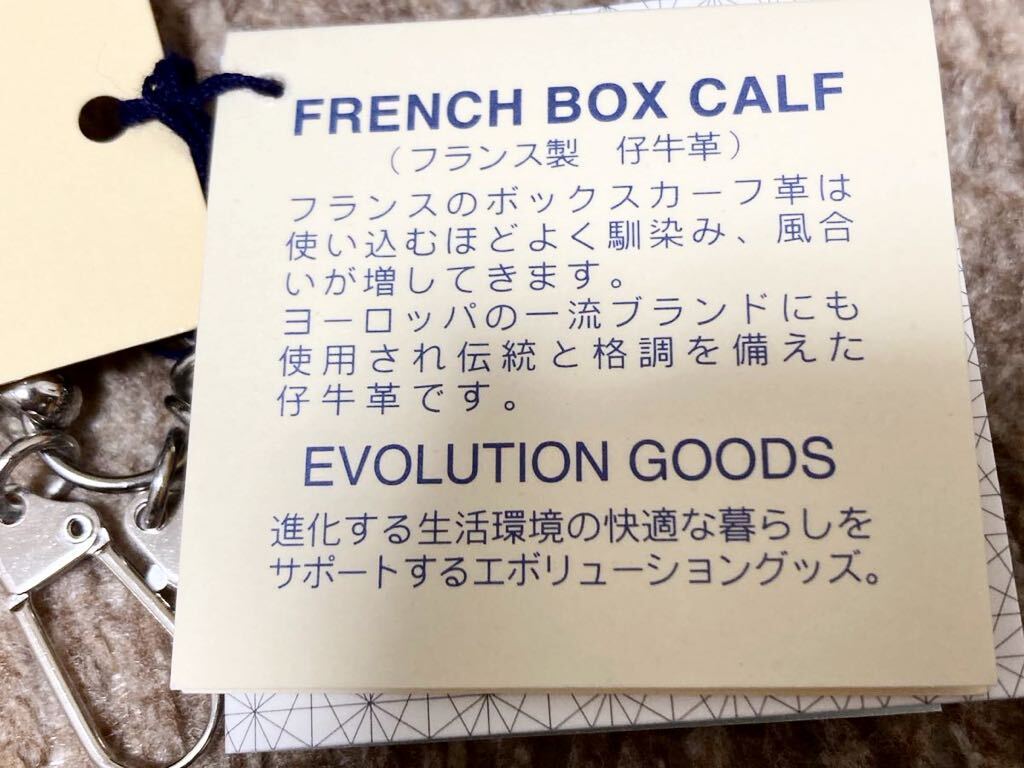 FRENCH BOX CALF
（フランス製　仔牛革）
フランスのボックスカーフ革は
使い込むほどよく馴染み、風合
いが増してきます。
ヨーロッパの一流ブランドにも
使用され伝統と格調を備えた
仔牛革です。
EVOLUTION GOODS
進化する生活環境の快適な暮らしを
サポートするエボリューショングッズ。